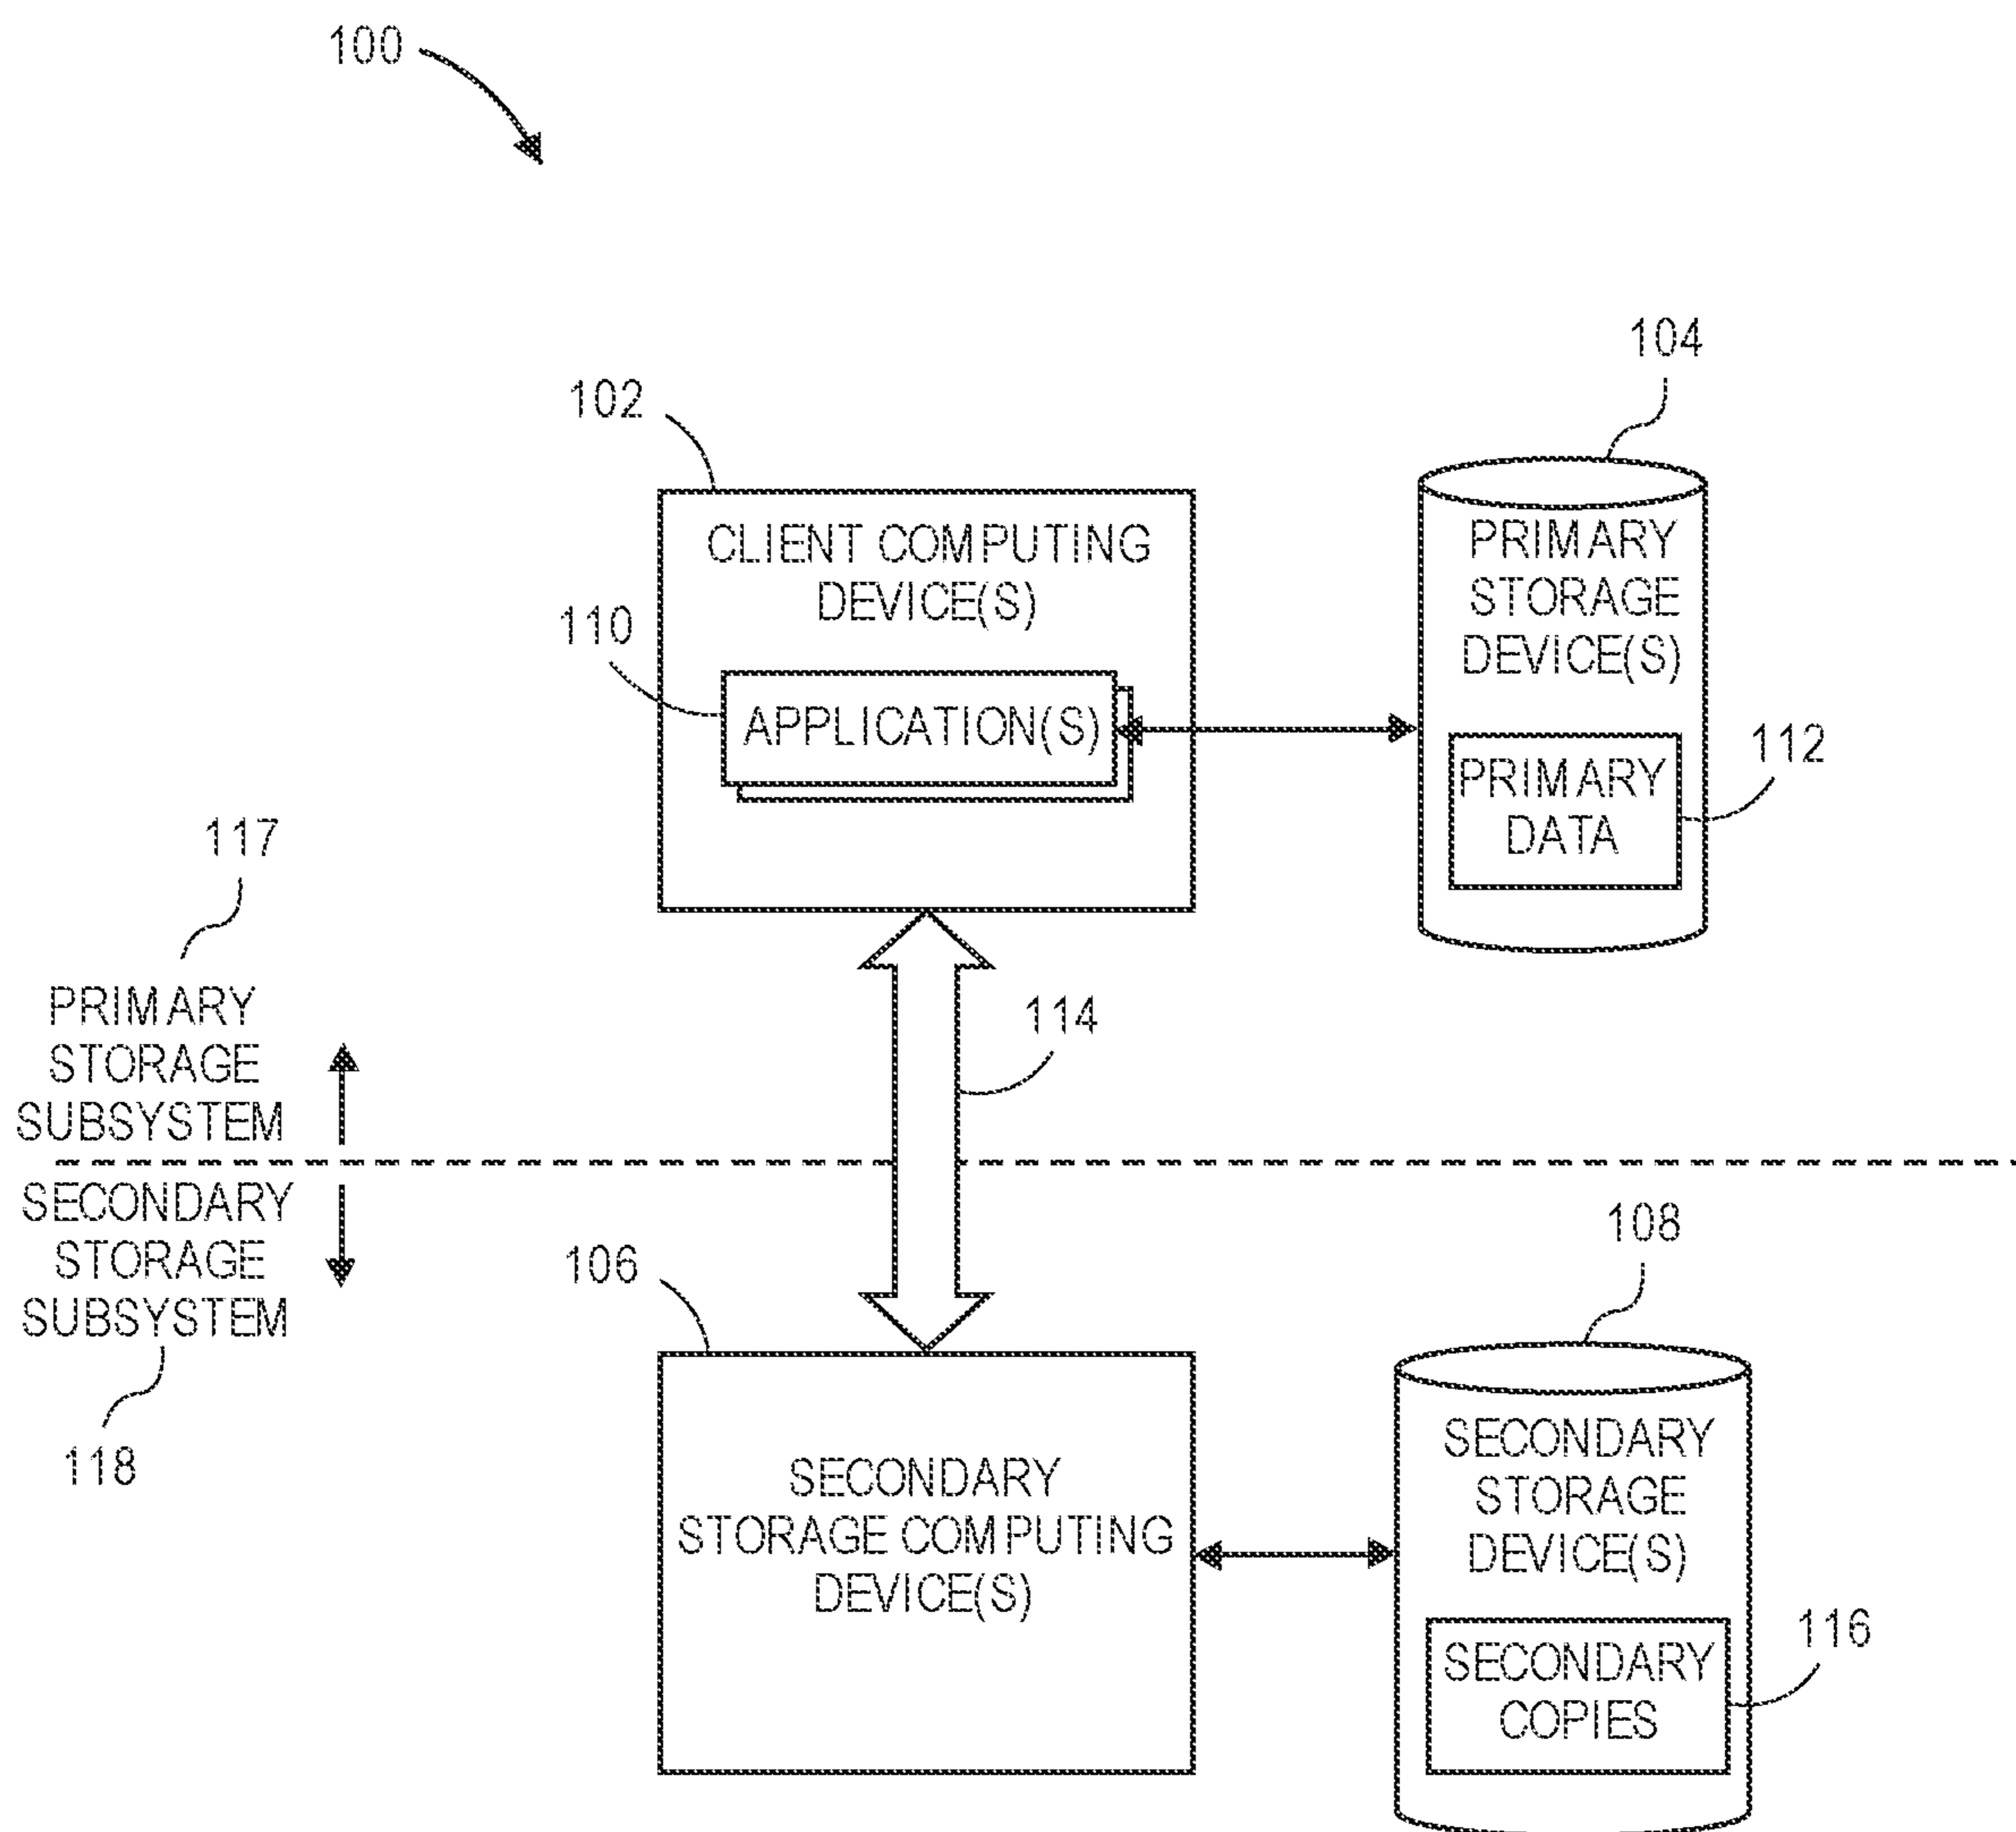 100
104
102
CLIENT COMPUTING
DEVICE(S)
PRIMARY
STORAGE
DEVICE(S)
110
APPLICATION(S)
112
PRIMARY
DATA
117
PRIMARY
STORAGE
SUBSYSTEM
114
SECONDARY
STORAGE
SUBSYSTEM
118
108
106
SECONDARY
STORAGE COMPUTING
DEVICE(S)
SECONDARY
STORAGE
DEVICE(S)
116
SECONDARY
COPIES